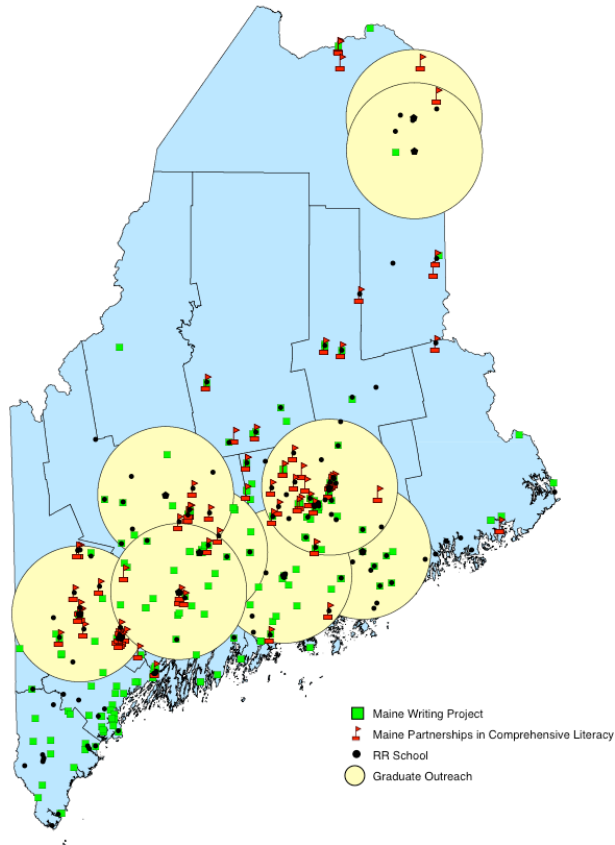 Maine Writing Project
Maine Partnerships in Comprehensive Literacy
RR School
Graduate Outreach